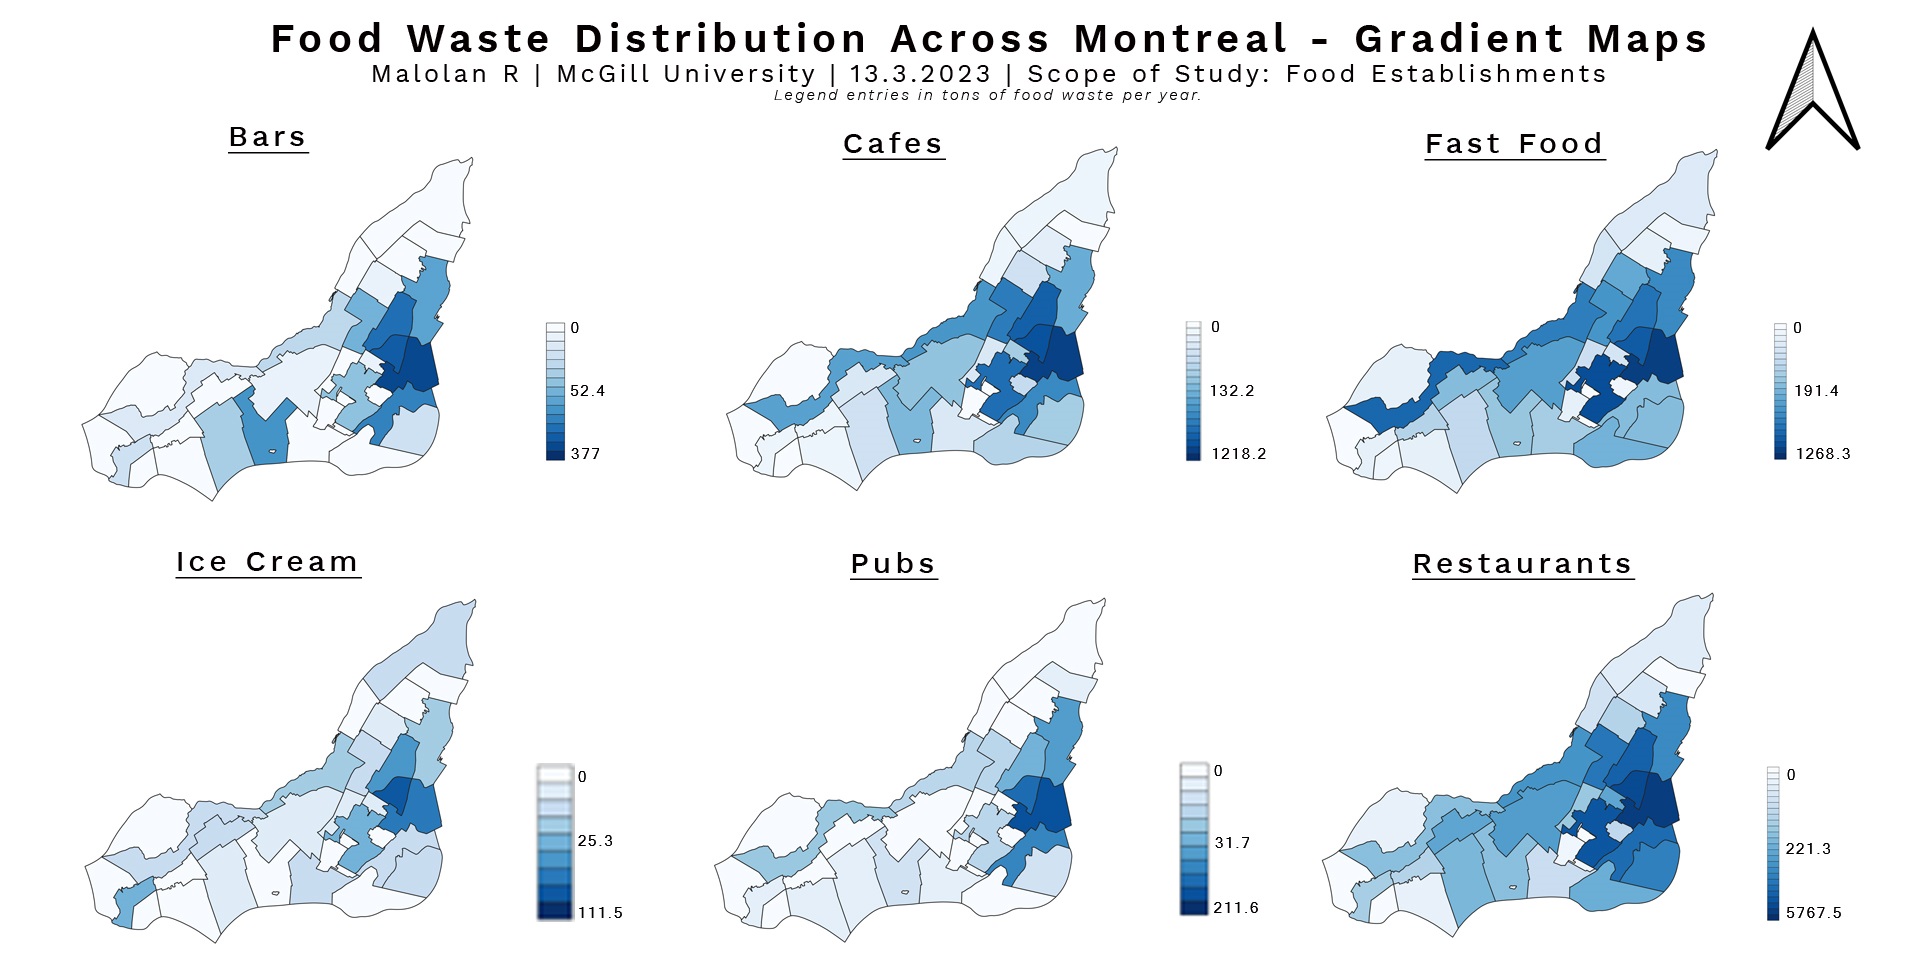 Food Waste Distribution Across Montreal - Gradient Maps
Malolan R | McGill University | 13.3.2023 | Scope of Study: Food Establishments
Legend entries in tons of food waste per year.
Bars
0
52.4
377
Cafes
0
132.2
1218.2
Fast Food
0
191.4
1268.3
Ice Cream
0
25.3
111.5
Pubs
0
31.7
211.6
Restaurants
0
221.3
5767.5